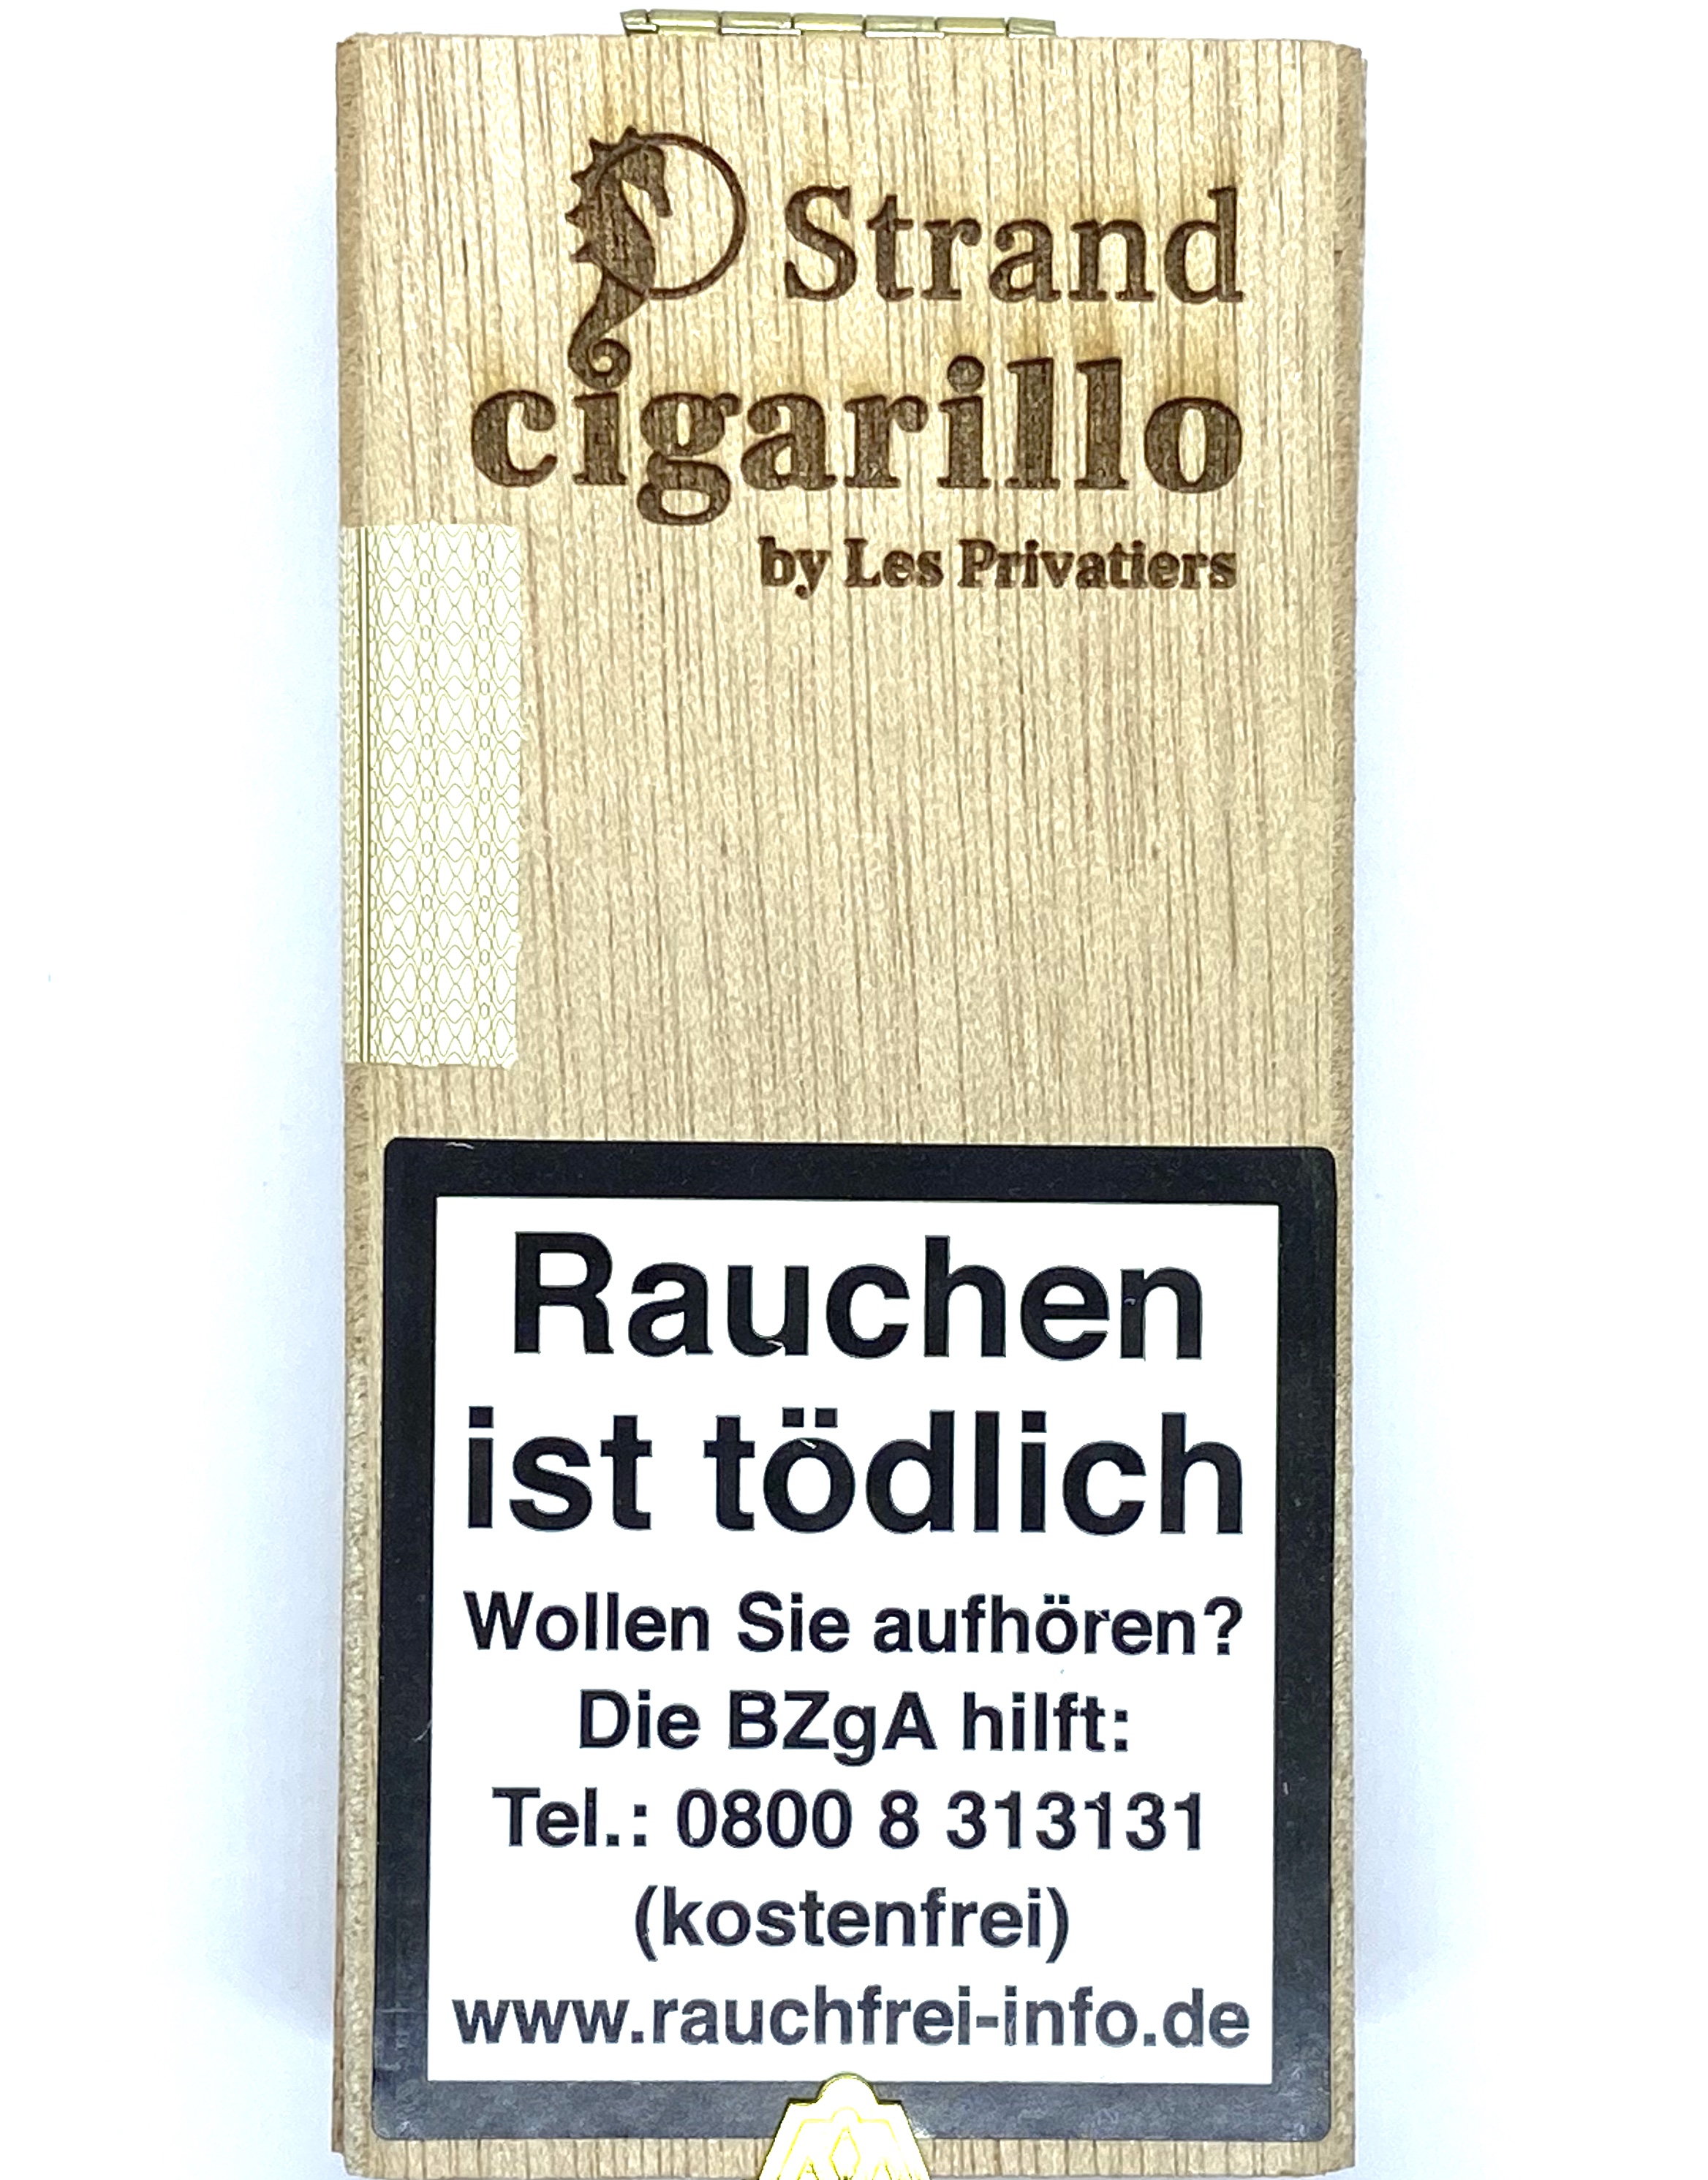 Strand
cigarillo
by Les Privatiers
Rauchen
ist tödlich
Wollen Sie aufhören?
Die BZgA hilft:
Tel.: 0800 8 313131
(kostenfrei)
www.rauchfrei-info.de